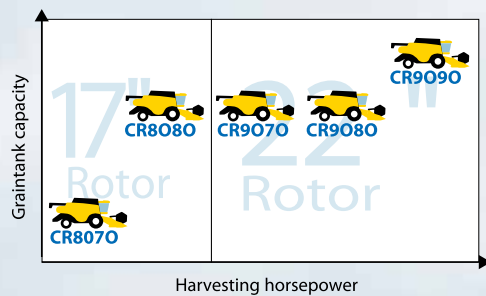 Graintank capacity
17"
Rotor
22"
Rotor
CR9090
CR8080
CR9070
CR9080
CR8070
Harvesting horsepower